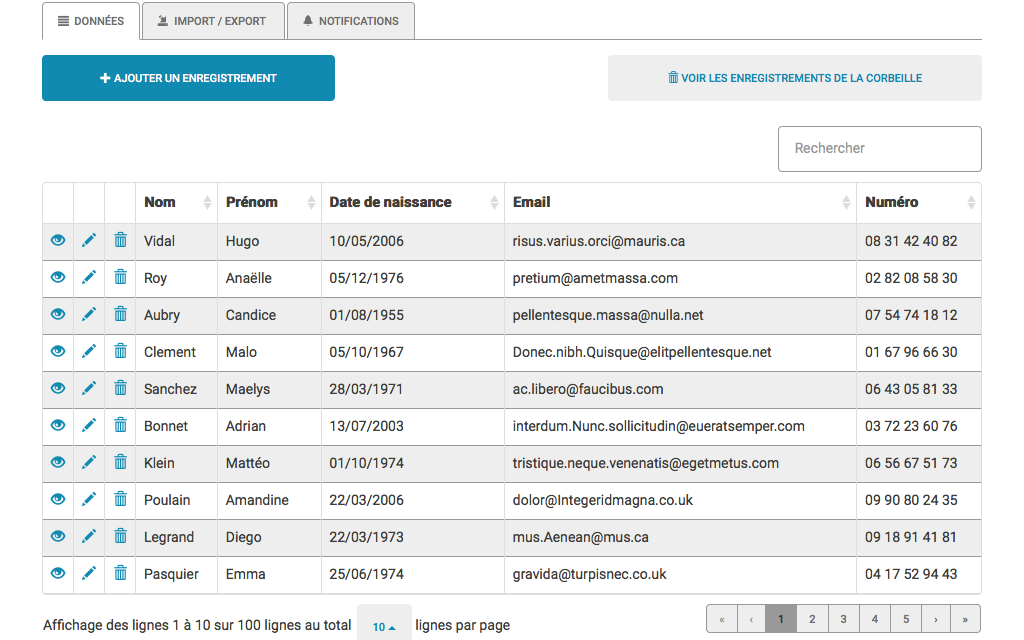 DONNÉES IMPORT / EXPORT NOTIFICATIONS
AJOUTER UN ENREGISTREMENT VOIR LES ENREGISTREMENTS DE LA CORBEILLE
Rechercher
Nom Prénom Date de naissance Email Numéro
Vidal Hugo 10/05/2006 risus.varius.orci@mauris.ca 08 31 42 40 82
Roy Anaëlle 05/12/1976 pretium@ametmassa.com 02 82 08 58 30
Aubry Candice 01/08/1955 pellentesque.massa@nulla.net 07 54 74 18 12
Clement Malo 05/10/1967 Donec.nibh.Quisque@elitpellentesque.net 01 67 96 66 30
Sanchez Maelys 28/03/1971 ac.libero@faucibus.com 06 43 05 81 33
Bonnet Adrian 13/07/2003 interdum.Nunc.sollicitudin@eueratsemper.com 03 72 23 60 76
Klein Mattéo 01/10/1974 tristique.neque.venenatis@egetmetus.com 06 56 67 51 73
Poulain Amandine 22/03/2006 dolor@Integeridmagna.co.uk 09 90 80 24 35
Legrand Diego 22/03/1973 mus.Aenean@mus.ca 09 18 91 41 81
Pasquier Emma 25/06/1974 gravida@turpisnec.co.uk 04 17 52 94 43
Affichage des lignes 1 à 10 sur 100 lignes au total 10 lignes par page « ‹ 1 2 3 4 5 › »